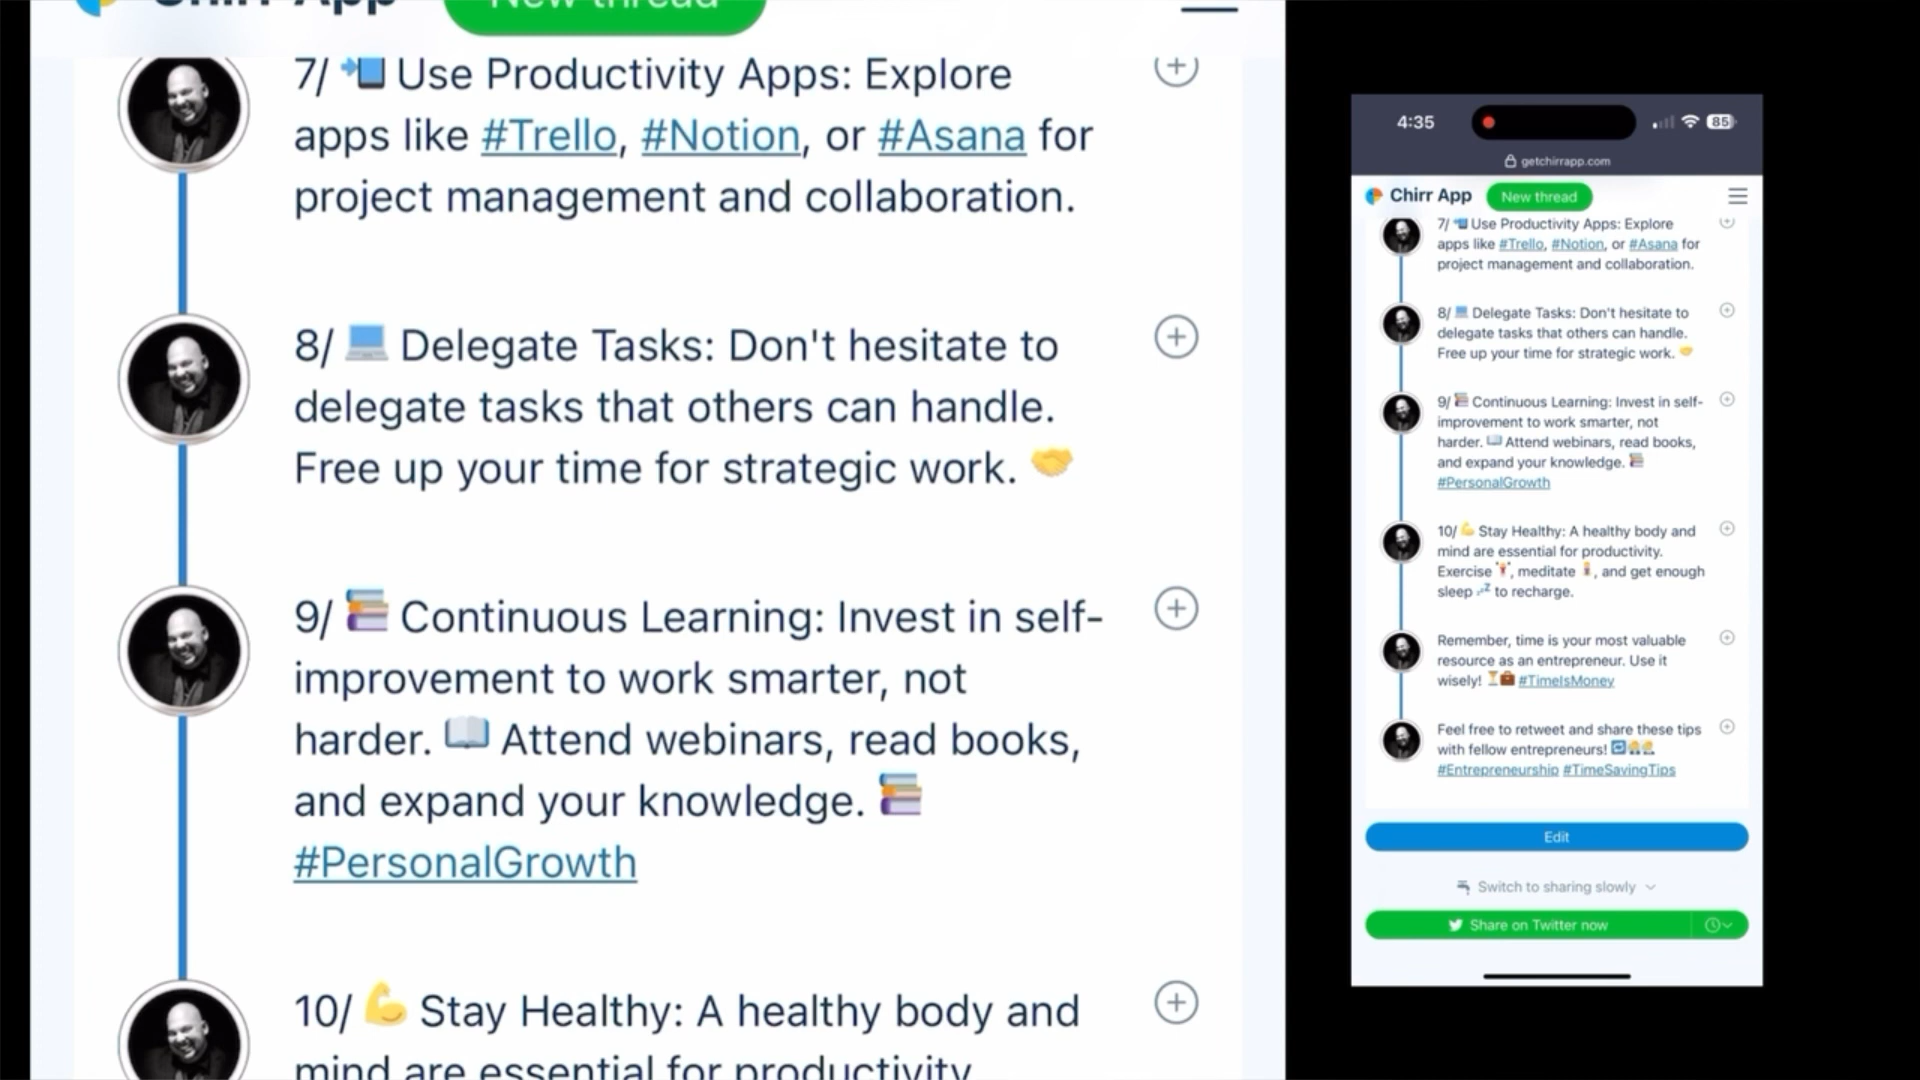 Chirr App
New thread
7/ 📲 Use Productivity Apps: Explore
apps like #Trello, #Notion, or #Asana for
project management and collaboration.
8/ 💻 Delegate Tasks: Don't hesitate to
delegate tasks that others can handle.
Free up your time for strategic work. 🤝
9/ 📚 Continuous Learning: Invest in self-
improvement to work smarter, not
harder. 📖 Attend webinars, read books,
and expand your knowledge. 📚
#PersonalGrowth
10/ 💪 Stay Healthy: A healthy body and
mind are essential for productivity.
4:35
85
getchirrapp.com
Chirr App
New thread
7/ 📲 Use Productivity Apps: Explore
apps like #Trello, #Notion, or #Asana for
project management and collaboration.
8/ 💻 Delegate Tasks: Don't hesitate to
delegate tasks that others can handle.
Free up your time for strategic work. 🤝
9/ 📚 Continuous Learning: Invest in self-
improvement to work smarter, not
harder. 📖 Attend webinars, read books,
and expand your knowledge. 📚
#PersonalGrowth
10/ 💪 Stay Healthy: A healthy body and
mind are essential for productivity.
Exercise 🏋️, meditate 🧘, and get enough
sleep 💤 to recharge.
Remember, time is your most valuable
resource as an entrepreneur. Use it
wisely! ⏳💼 #TimeIsMoney
Feel free to retweet and share these tips
with fellow entrepreneurs! 🔄👩‍💼👨‍💼
#Entrepreneurship #TimeSavingTips
Edit
Switch to sharing slowly
Share on Twitter now